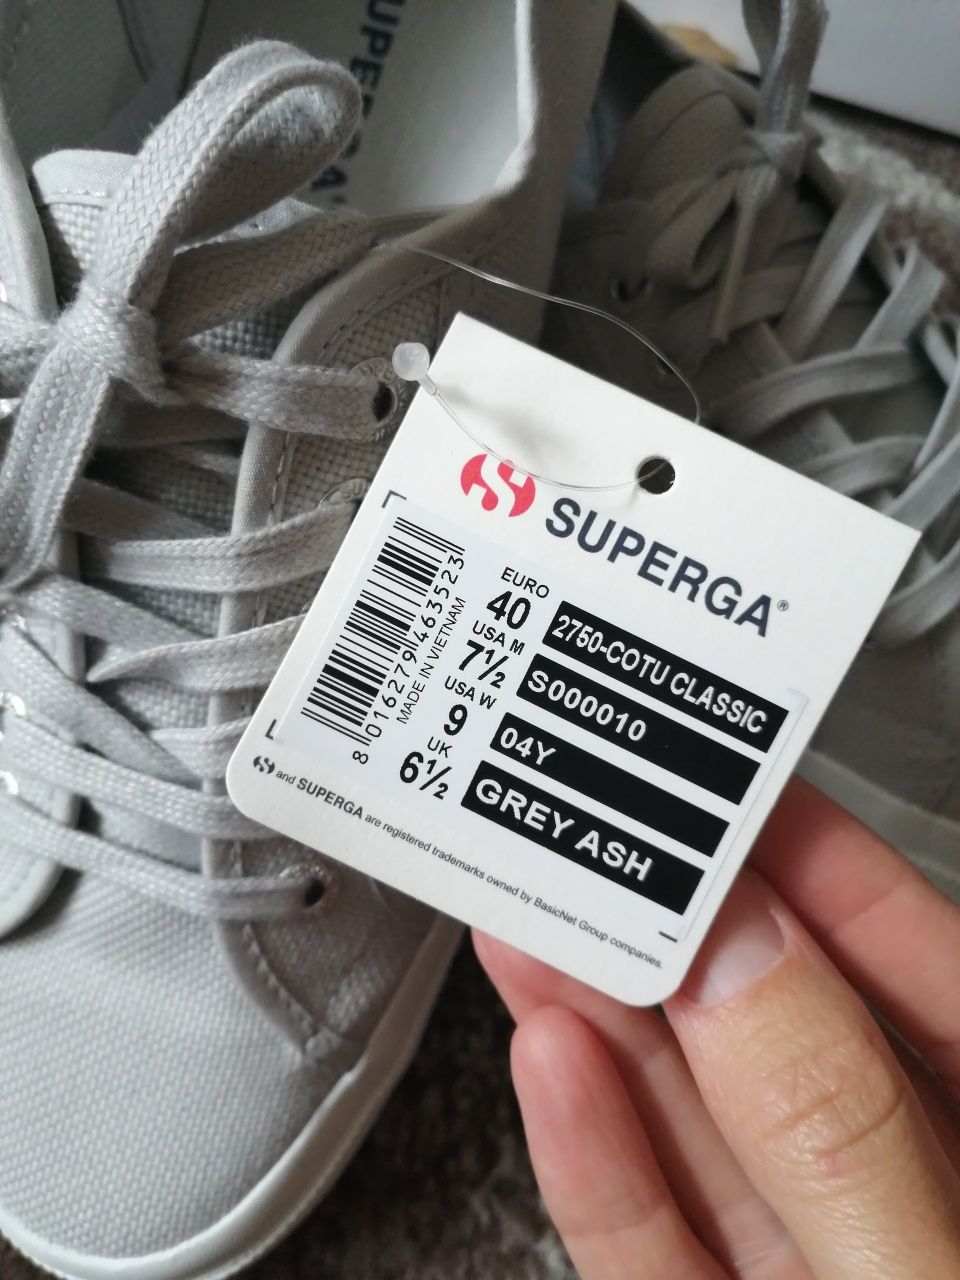 SUPERGA
SUPERGA®
EURO
40
USA M
7½
USA W
9
UK
6½
2750-COTU CLASSIC
S000010
04Y
GREY ASH
8 016279 463523
MADE IN VIETNAM
and SUPERGA are registered trademarks owned by BasicNet Group companies.